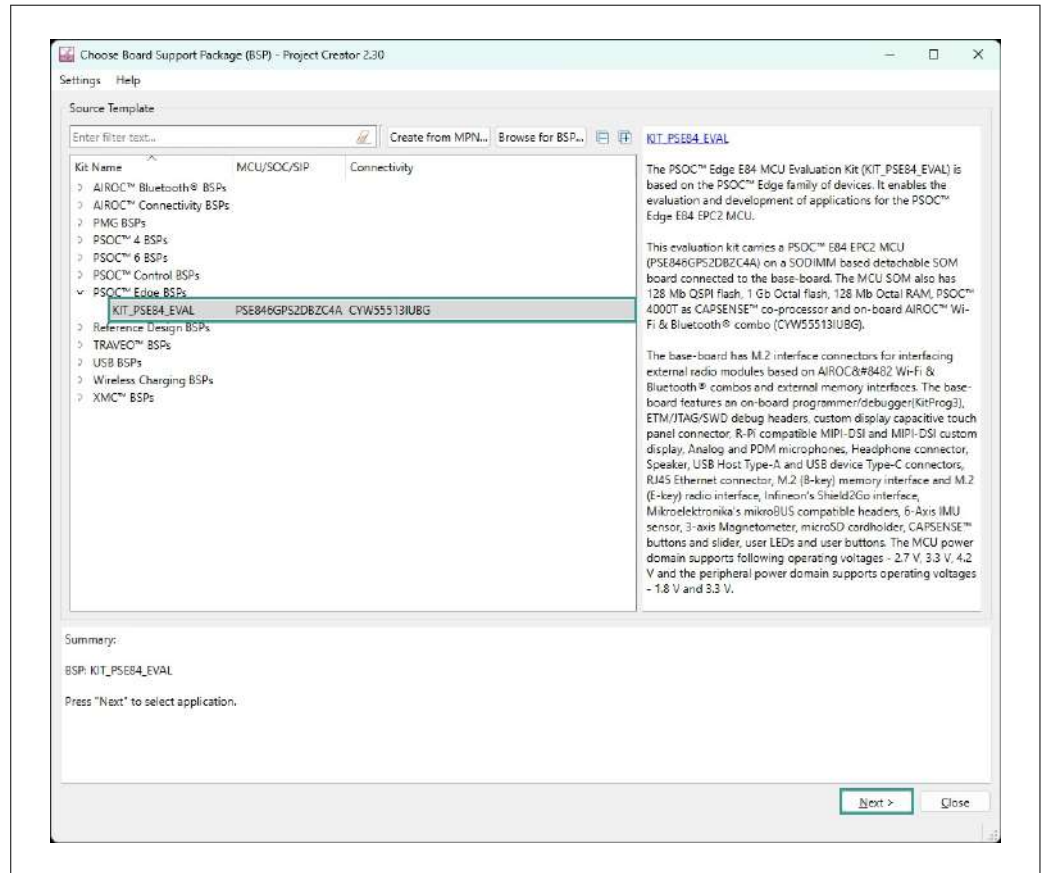 Choose Board Support Package (BSP) - Project Creator 2.30
Settings Help
Source Template
Enter filter text...
Create from MPN... Browse for BSP...
Kit Name MCU/SOC/SIP Connectivity
AIROC™ Bluetooth® BSPs
AIROC™ Connectivity BSPs
PMG BSPs
PSOC™ 4 BSPs
PSOC™ 6 BSPs
PSOC™ Control BSPs
PSOC™ Edge BSPs
KIT_PSE84_EVAL PSE846GPS2DBZC4A CYW55513IUBG
Reference Design BSPs
TRAVEO™ BSPs
USB BSPs
Wireless Charging BSPs
XMC™ BSPs
KIT_PSE84_EVAL
The PSOC™ Edge E84 MCU Evaluation Kit (KIT_PSE84_EVAL) is
based on the PSOC™ Edge family of devices. It enables the
evaluation and development of applications for the PSOC™
Edge E84 EPC2 MCU.
This evaluation kit carries a PSOC™ E84 EPC2 MCU
(PSE846GPS2DBZC4A) on a SODIMM based detachable SOM
board connected to the base-board. The MCU SOM also has
128 Mb QSPI flash, 1 Gb Octal flash, 128 Mb Octal RAM, PSOC™
4000T as CAPSENSE™ co-processor and on-board AIROC™ Wi-
Fi & Bluetooth® combo (CYW55513IUBG).
The base-board has M.2 interface connectors for interfacing
external radio modules based on AIROC&#8482 Wi-Fi &
Bluetooth® combos and external memory interfaces. The base-
board features an on-board programmer/debugger(KitProg3),
ETM/JTAG/SWD debug headers, custom display capacitive touch
panel connector, R-Pi compatible MIPI-DSI and MIPI-DSI custom
display, Analog and PDM microphones, Headphone connector,
Speaker, USB Host Type-A and USB device Type-C connectors,
RJ45 Ethernet connector, M.2 (B-key) memory interface and M.2
(E-key) radio interface, Infineon's Shield2Go interface,
Mikroelektronika's mikroBUS compatible headers, 6-Axis IMU
sensor, 3-axis Magnetometer, microSD cardholder, CAPSENSE™
buttons and slider, user LEDs and user buttons. The MCU power
domain supports following operating voltages - 2.7 V, 3.3 V, 4.2
V and the peripheral power domain supports operating voltages
- 1.8 V and 3.3 V.
Summary:
BSP: KIT_PSE84_EVAL
Press "Next" to select application.
Next > Close